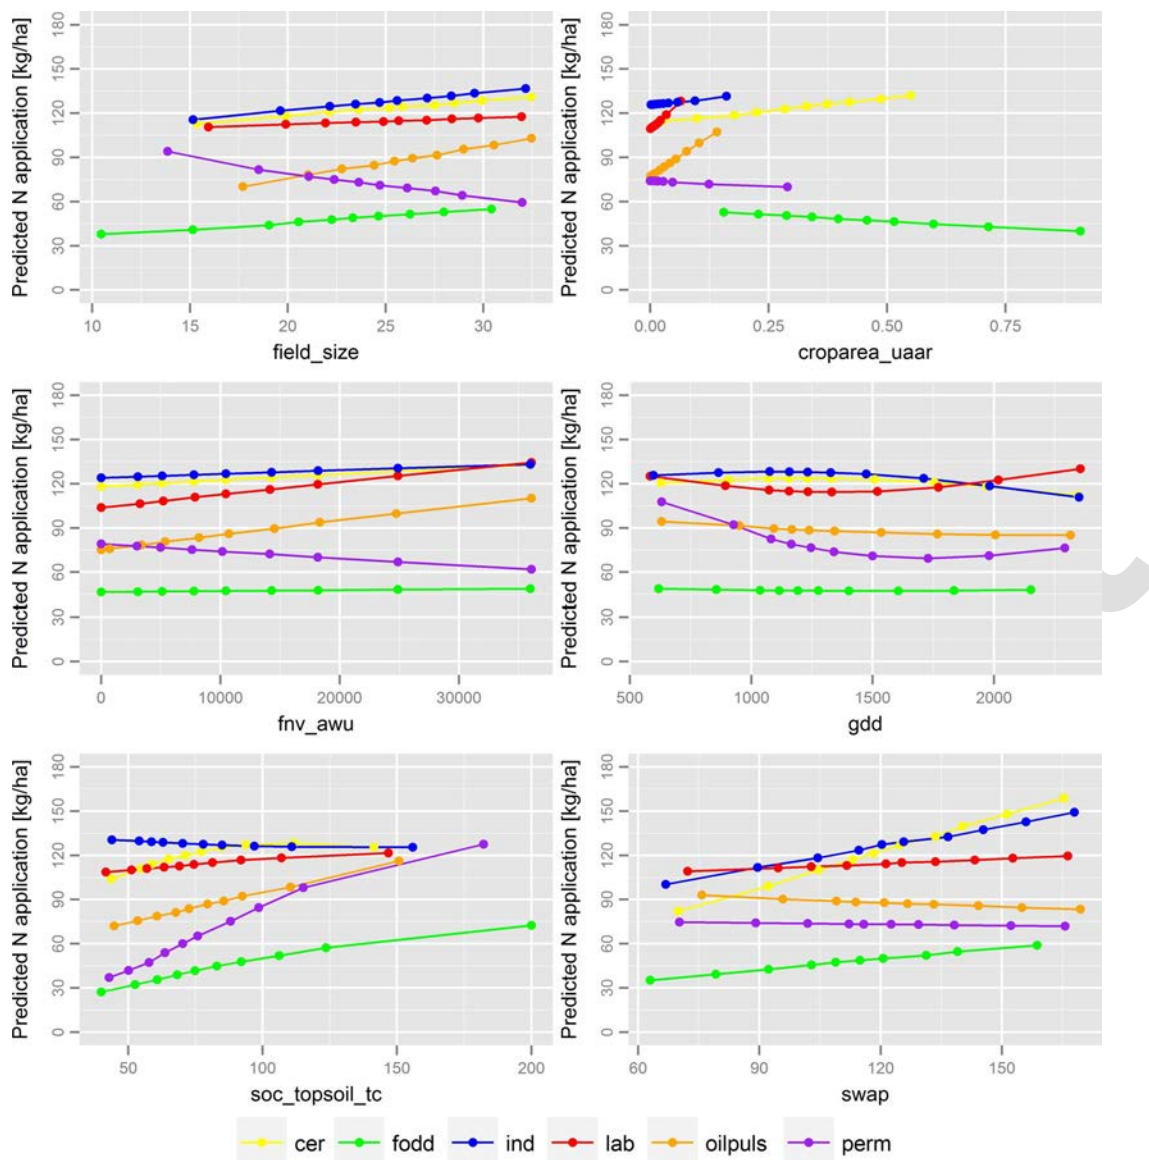 Predicted N application [kg/ha]
180
150
120
90
60
30
0
10 15 20 25 30
field_size
Predicted N application [kg/ha]
180
150
120
90
60
30
0
0.00 0.25 0.50 0.75
croparea_uaar
Predicted N application [kg/ha]
180
150
120
90
60
30
0
0 10000 20000 30000
fnv_awu
Predicted N application [kg/ha]
180
150
120
90
60
30
0
500 1000 1500 2000
gdd
Predicted N application [kg/ha]
180
150
120
90
60
30
0
50 100 150 200
soc_topsoil_tc
Predicted N application [kg/ha]
180
150
120
90
60
30
0
60 90 120 150
swap
cer fodd ind lab oilpuls perm